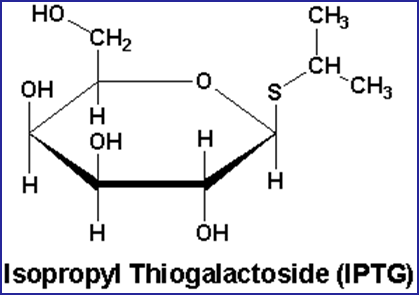 CH₃
HO
CH₂
CH
OH
O
S
CH₃
H
OH
H
H
H
H
OH
Isopropyl Thiogalactoside (IPTG)